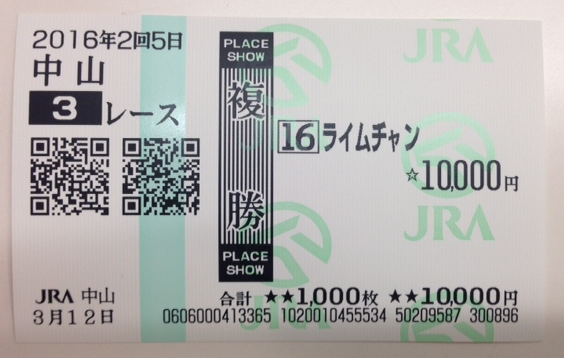 2016年2回5日
中山
3レース
PLACE SHOW
複勝
PLACE SHOW
16 ライムチャン
☆10,000円
JRA
JRA
JRA 中山
3月12日
合計 ★★1,000枚 ★★10,000円
0606000413365 1020010455534 50209587 300896